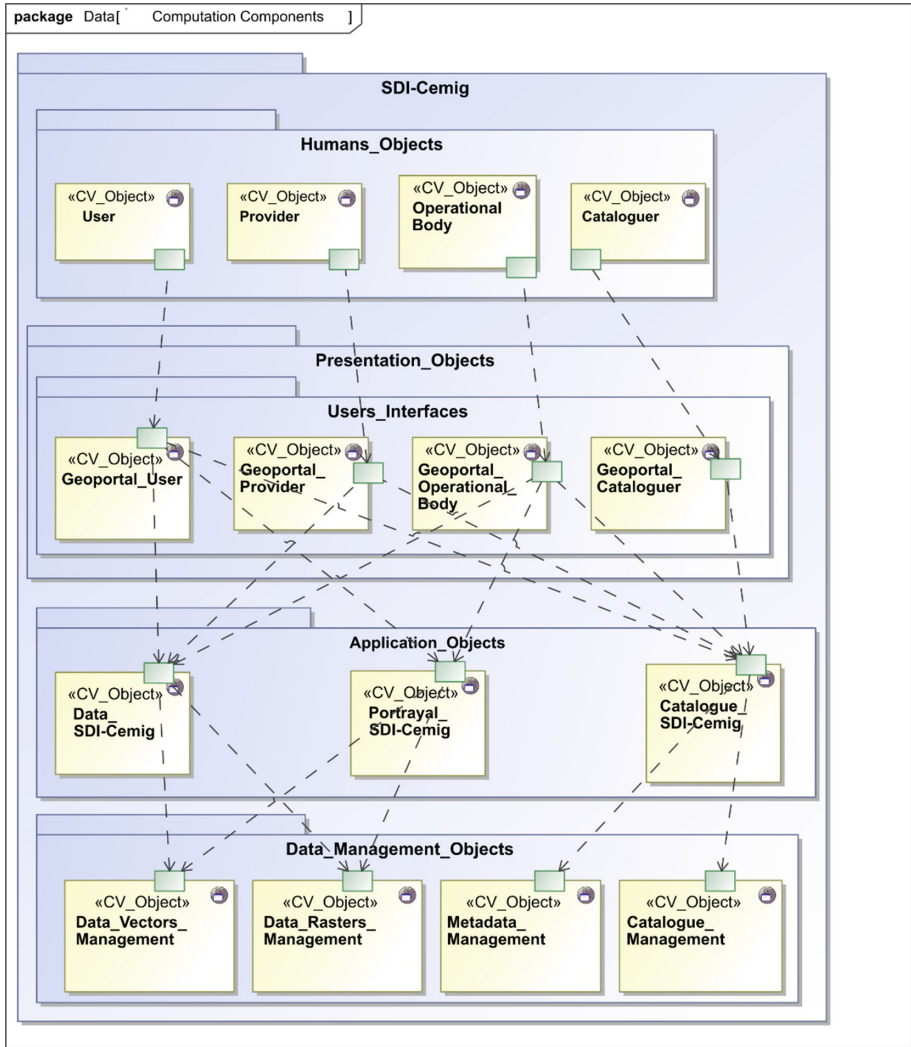 package Data[ Computation Components ]
SDI-Cemig
Humans_Objects
«CV_Object»
User
«CV_Object»
Provider
«CV_Object»
Operational
Body
«CV_Object»
Cataloguer
Presentation_Objects
Users_Interfaces
«CV_Object»
Geoportal_User
«CV_Object»
Geoportal_
Provider
«CV_Object»
Geoportal_
Operational_
Body
«CV_Object»
Geoportal_
Cataloguer
Application_Objects
«CV_Object»
Data_
SDI-Cemig
«CV_Object»
Portrayal_
SDI-Cemig
«CV_Object»
Catalogue_
SDI-Cemig
Data_Management_Objects
«CV_Object»
Data_Vectors_
Management
«CV_Object»
Data_Rasters_
Management
«CV_Object»
Metadata_
Management
«CV_Object»
Catalogue_
Management